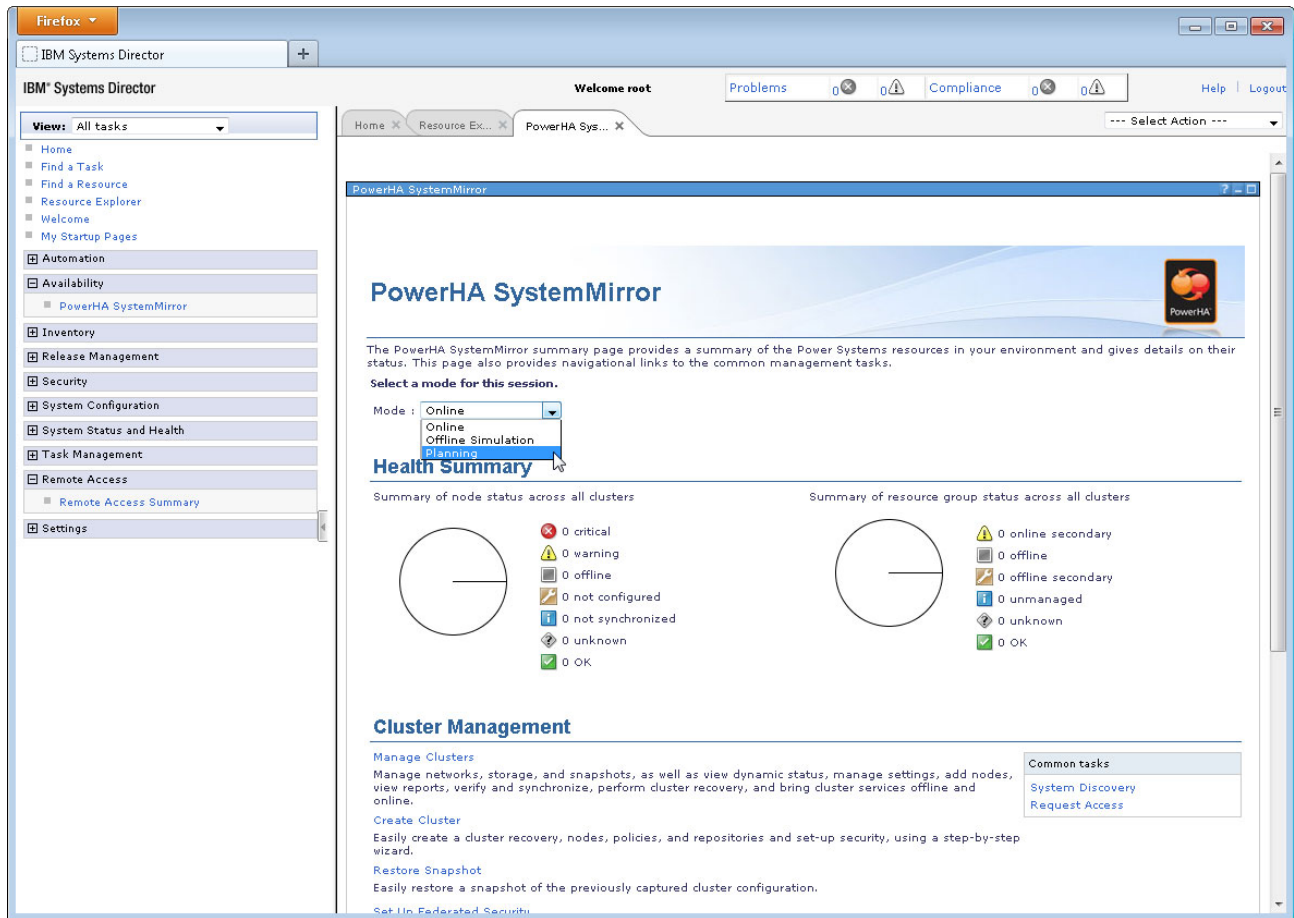 Firefox
IBM Systems Director
IBM® Systems Director
Welcome root
Problems 0 0 Compliance 0 0
Help Logout
View: All tasks
Home
Find a Task
Find a Resource
Resource Explorer
Welcome
My Startup Pages
Automation
Availability
PowerHA SystemMirror
Inventory
Release Management
Security
System Configuration
System Status and Health
Task Management
Remote Access
Remote Access Summary
Settings
Home Resource Ex... PowerHA Sys...
--- Select Action ---
PowerHA SystemMirror
PowerHA SystemMirror
PowerHA
The PowerHA SystemMirror summary page provides a summary of the Power Systems resources in your environment and gives details on their
status. This page also provides navigational links to the common management tasks.
Select a mode for this session.
Mode : Online
Online
Offline Simulation
Planning
Health Summary
Summary of node status across all clusters
0 critical
0 warning
0 offline
0 not configured
0 not synchronized
0 unknown
0 OK
Summary of resource group status across all clusters
0 online secondary
0 offline
0 offline secondary
0 unmanaged
0 unknown
0 OK
Cluster Management
Manage Clusters
Manage networks, storage, and snapshots, as well as view dynamic status, manage settings, add nodes,
view reports, verify and synchronize, perform cluster recovery, and bring cluster services offline and
online.
Create Cluster
Easily create a cluster recovery, nodes, policies, and repositories and set-up security, using a step-by-step
wizard.
Restore Snapshot
Easily restore a snapshot of the previously captured cluster configuration.
Set Up Federated Security
Common tasks
System Discovery
Request Access